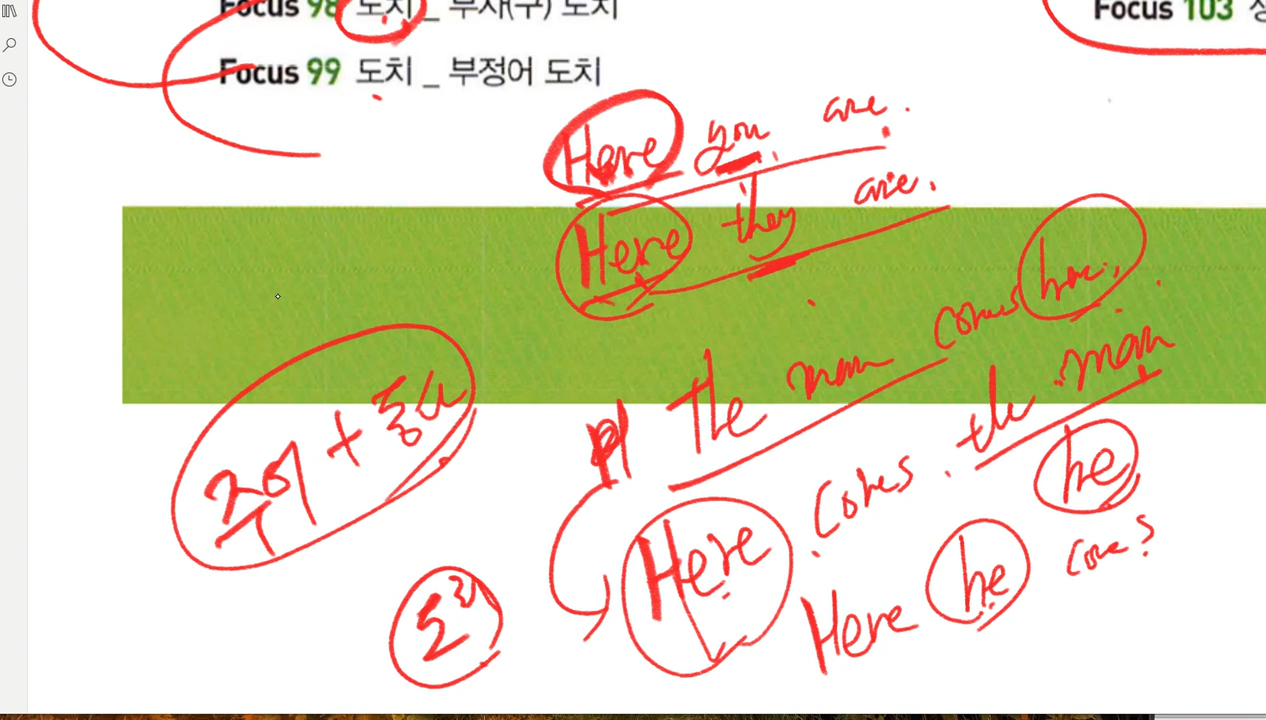 Focus 98 도치 _ 부사(구) 도치
Focus 103
Focus 99 도치 _ 부정어 도치
Here you are.
Here they are.
The man comes here.
주어 + 동사
Here comes the man.
he
Here he comes
도치